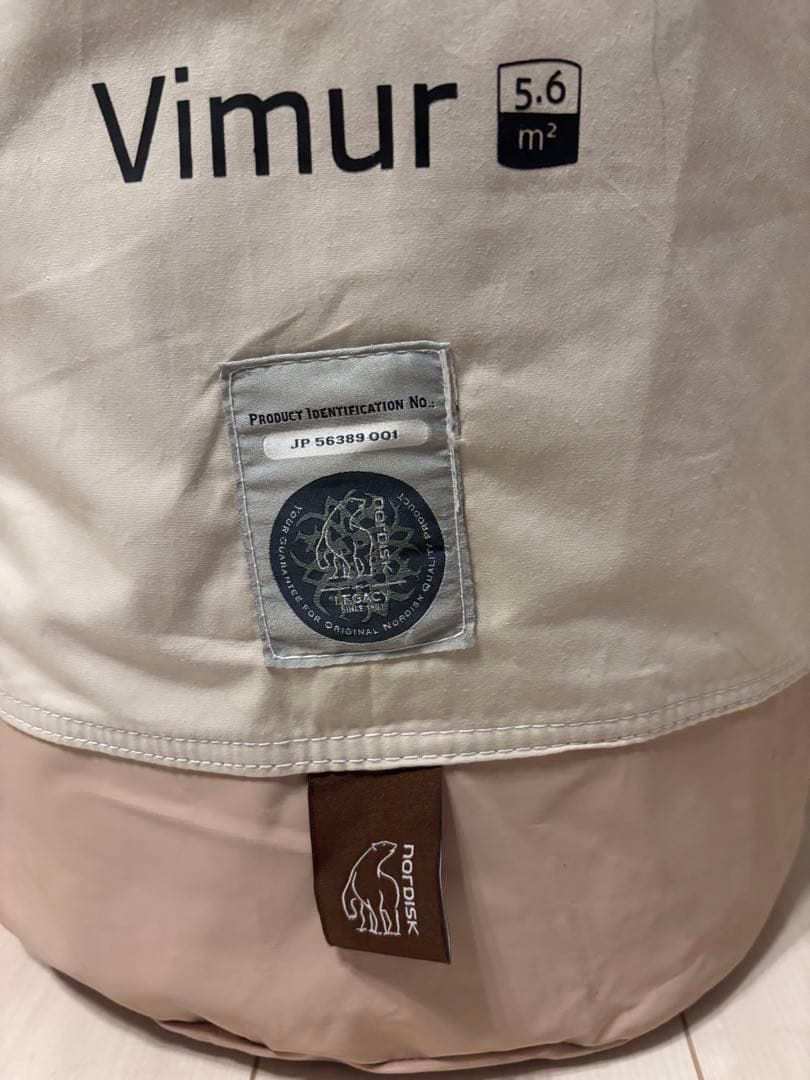 Vimur
5.6
m²
PRODUCT IDENTIFICATION NO.:
JP 56389 001
nordisk
LEGACY
SINCE 1901
YOUR GUARANTEE FOR ORIGINAL NORDISK QUALITY PRODUCT
nordisk